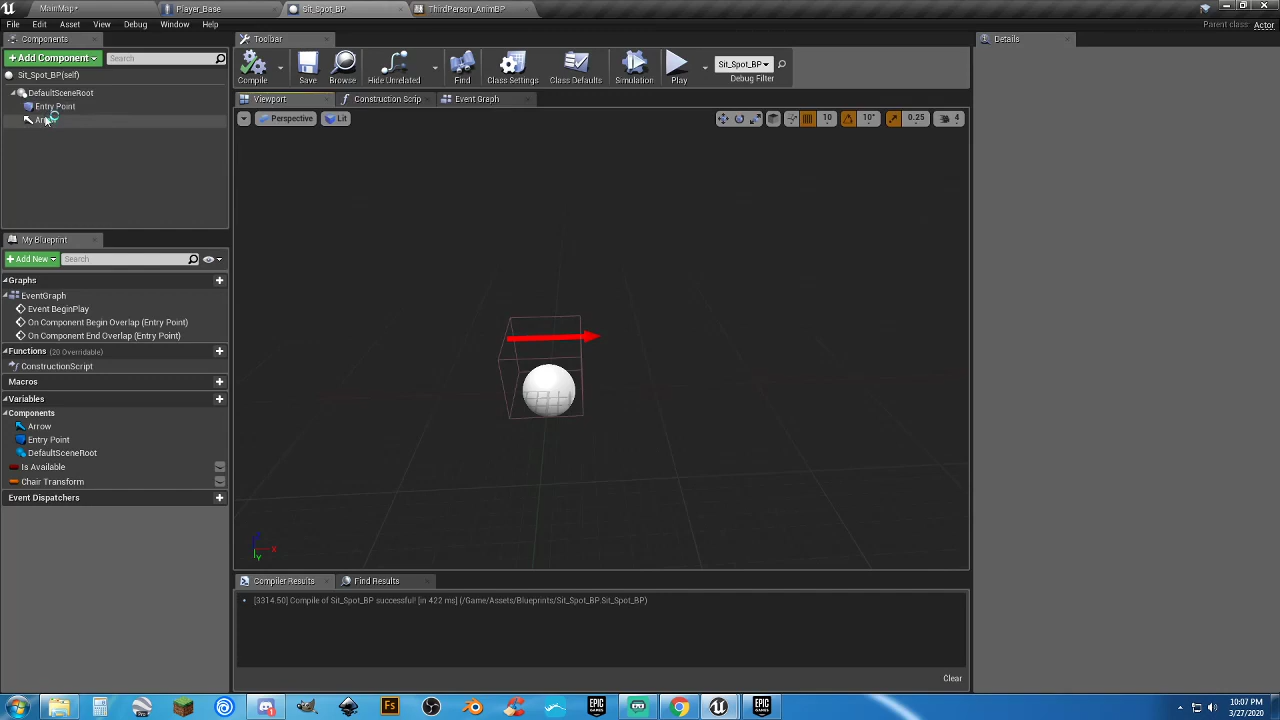 MainMap*
Player_Base
Sit_Spot_BP
ThirdPerson_AnimBP
File Edit Asset View Debug Window Help
Parent class: Actor
Components
Toolbar
Details
Add Component
Search
Sit_Spot_BP(self)
DefaultSceneRoot
Entry Point
Compile Save Browse Hide Unrelated Find Class Settings Class Defaults Simulation Play
Sit_Spot_BP
Debug Filter
Viewport Construction Scrip Event Graph
Perspective Lit
10 10° 0.25 4
My Blueprint
Add New
Search
Graphs
EventGraph
Event BeginPlay
On Component Begin Overlap (Entry Point)
On Component End Overlap (Entry Point)
Functions (20 Overridable)
ConstructionScript
Macros
Variables
Components
Arrow
Entry Point
DefaultSceneRoot
Is Available
Chair Transform
Event Dispatchers
Z
X
Y
Compiler Results Find Results
[3314.50] Compile of Sit_Spot_BP successful! [in 422 ms] (/Game/Assets/Blueprints/Sit_Spot_BP.Sit_Spot_BP)
Clear
Pro
Fs
EPIC GAMES
EPIC GAMES
10:07 PM
3/27/2020